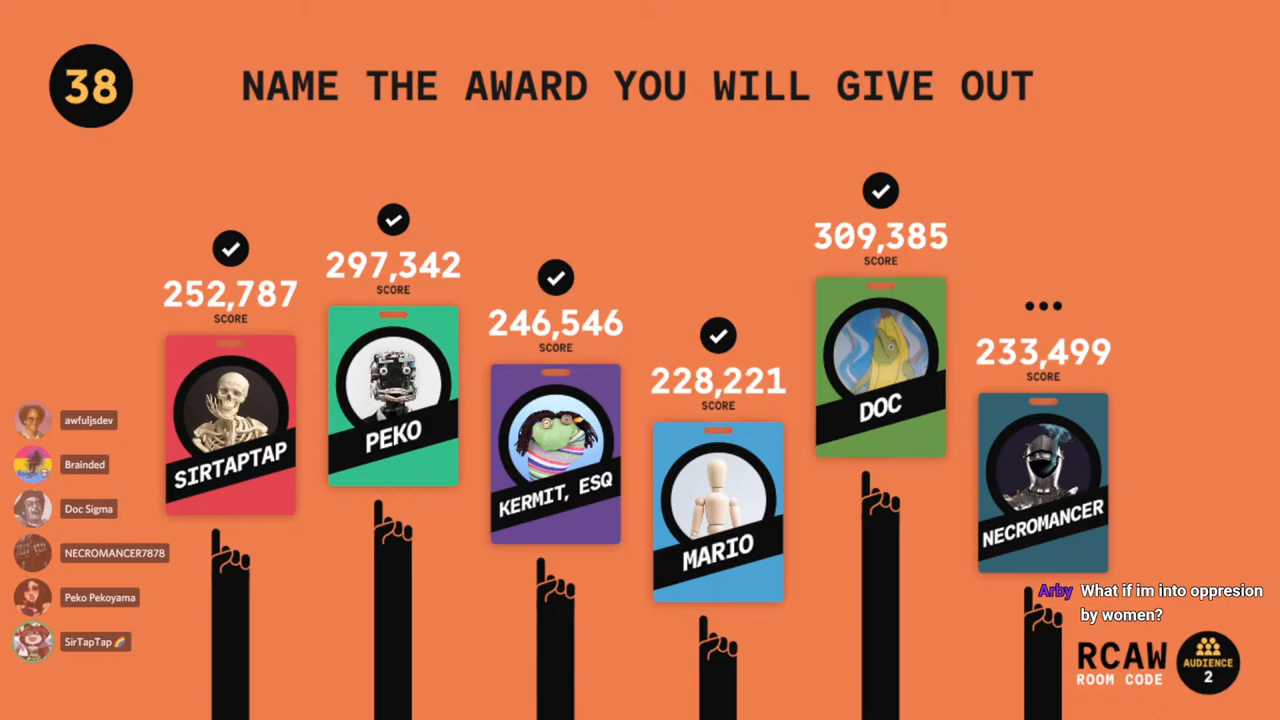 38
NAME THE AWARD YOU WILL GIVE OUT
252,787
SCORE
SIRTAPTAP
297,342
SCORE
PEKO
246,546
SCORE
KERMIT, ESQ
228,221
SCORE
MARIO
309,385
SCORE
DOC
233,499
SCORE
NECROMANCER
awfuljsdev
Brainded
Doc Sigma
NECROMANCER7878
Peko Pekoyama
SirTapTap
Arby What if im into oppresion
by women?
RCAW
ROOM CODE
AUDIENCE
2